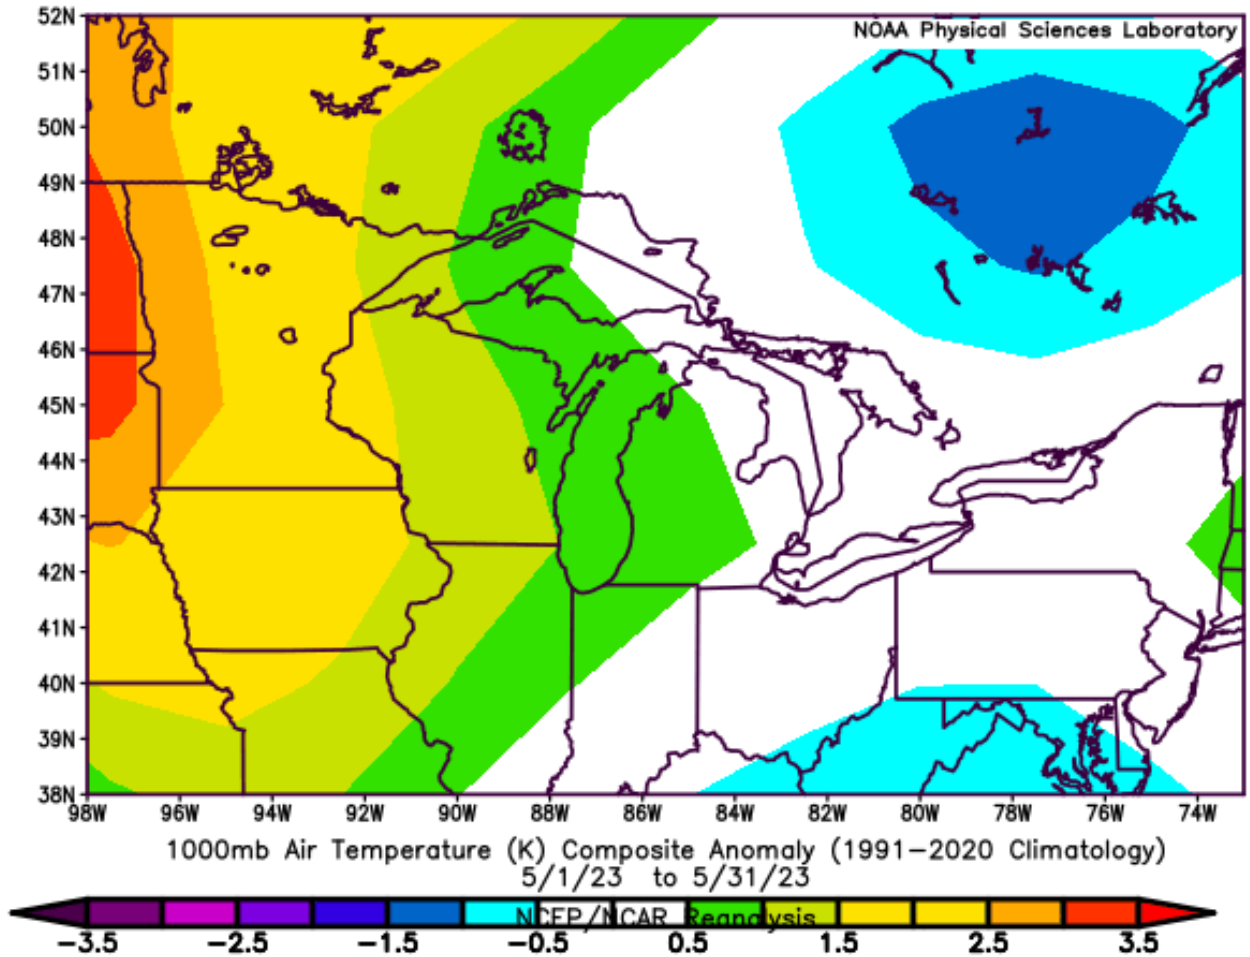 52N
NOAA Physical Sciences Laboratory
51N
50N
49N
48N
47N
46N
45N
44N
43N
42N
41N
40N
39N
38N
98W 96W 94W 92W 90W 88W 86W 84W 82W 80W 78W 76W 74W
1000mb Air Temperature (K) Composite Anomaly (1991-2020 Climatology)
5/1/23 to 5/31/23
NCEP/NCAR Reanalysis
-3.5 -2.5 -1.5 -0.5 0.5 1.5 2.5 3.5